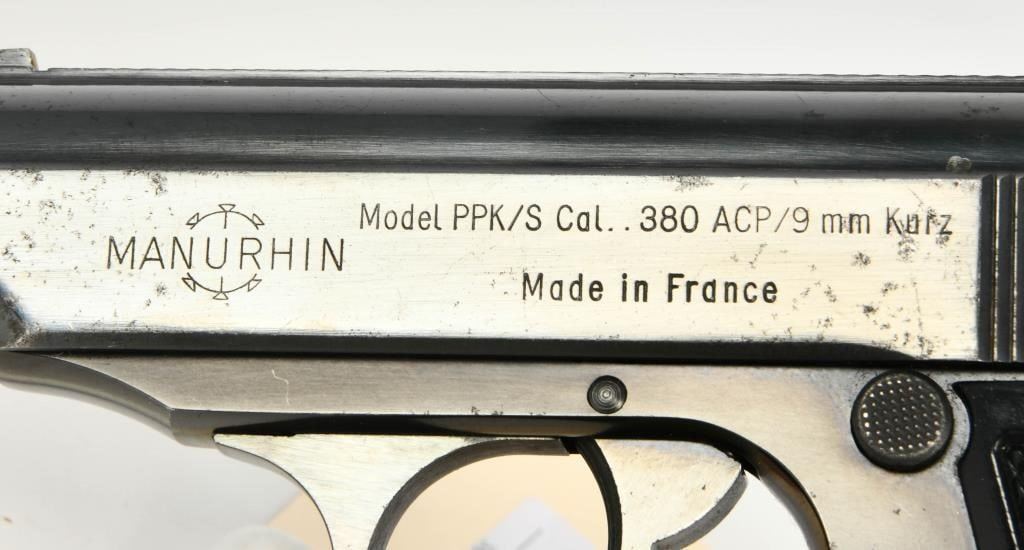 MANURHIN
Model PPK/S Cal.. 380 ACP/9 mm Kurz
Made in France